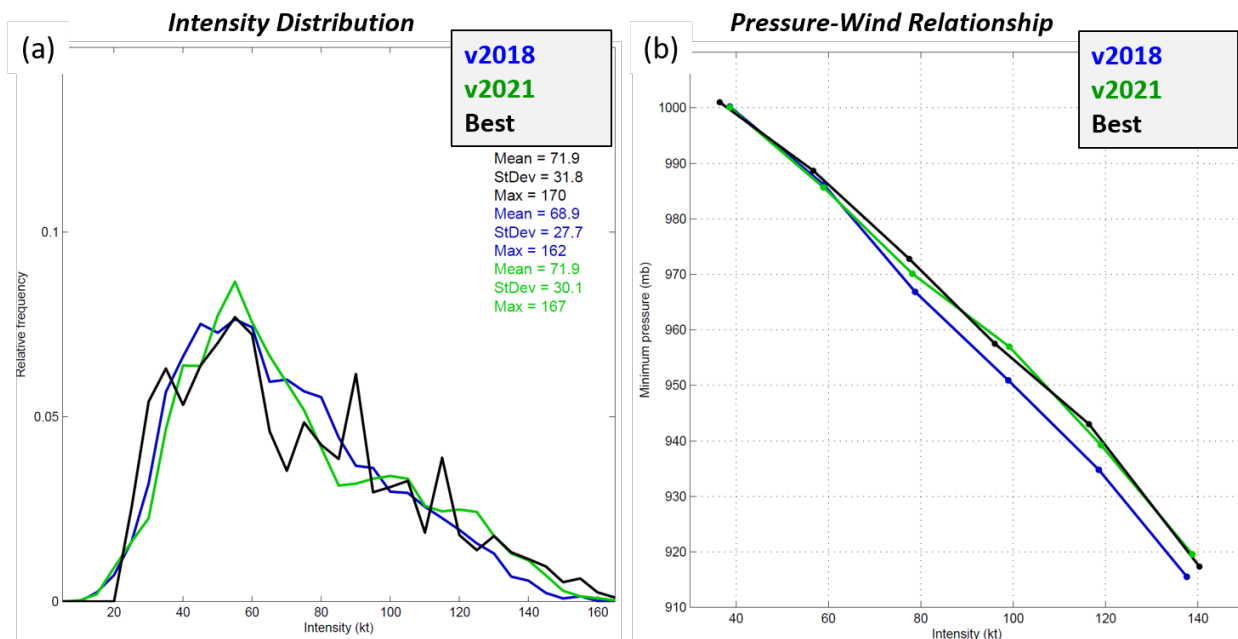 Intensity Distribution
(a)
v2018
v2021
Best
Mean = 71.9
StDev = 31.8
Max = 170
Mean = 68.9
StDev = 27.7
Max = 162
Mean = 71.9
StDev = 30.1
Max = 167
0.1
0.05
0
Relative frequency
20 40 60 80 100 120 140 160
Intensity (kt)
Pressure-Wind Relationship
(b)
v2018
v2021
Best
1000
990
980
970
960
950
940
930
920
910
Minimum pressure (mb)
40 60 80 100 120 140
Intensity (kt)